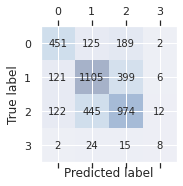 0 1 2 3
0 451 125 189 2
1 121 1105 399 6
2 122 445 974 12
3 2 24 15 8
True label
Predicted label